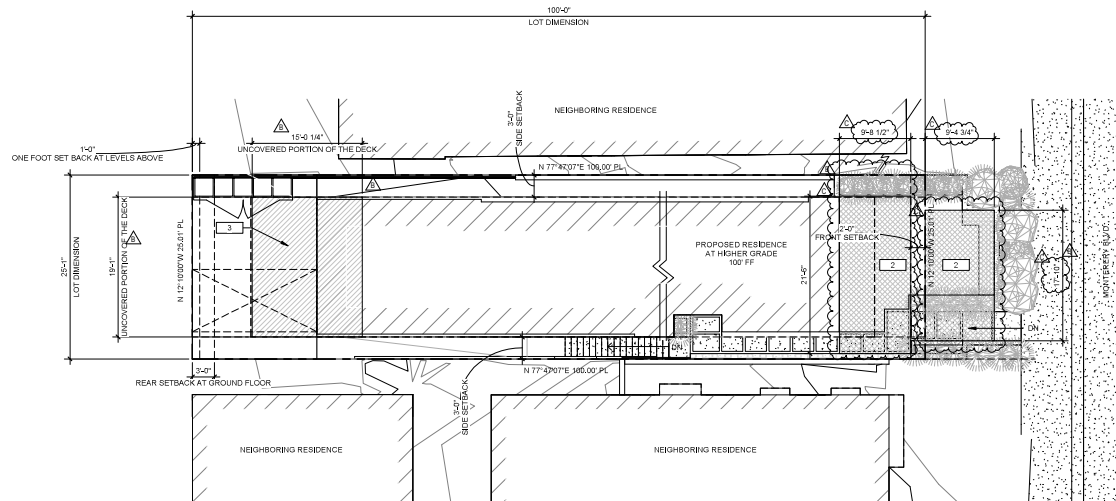 100'-0"
LOT DIMENSION
NEIGHBORING RESIDENCE
B
15'-0 1/4"
UNCOVERED PORTION OF THE DECK
3'-0"
SIDE SETBACK
C
9'-8 1/2"
C
9'-4 3/4"
1'-0"
ONE FOOT SET BACK AT LEVELS ABOVE
N 77°47'07"E 100.00' PL
B
C
3
25'-1"
LOT DIMENSION
19'-1"
UNCOVERED PORTION OF THE DECK
B
N 12°10'00"W 25.01' PL
PROPOSED RESIDENCE
AT HIGHER GRADE
100' FF
21'-6"
2'-0"
FRONT SETBACK
N 12°10'00"W 25.01' PL
2
2
17'-10"
MONTEREY BLVD.
DN
DN
3'-0"
REAR SETBACK AT GROUND FLOOR
N 77°47'07"E 100.00' PL
3'-0"
SIDE SETBACK
NEIGHBORING RESIDENCE
NEIGHBORING RESIDENCE